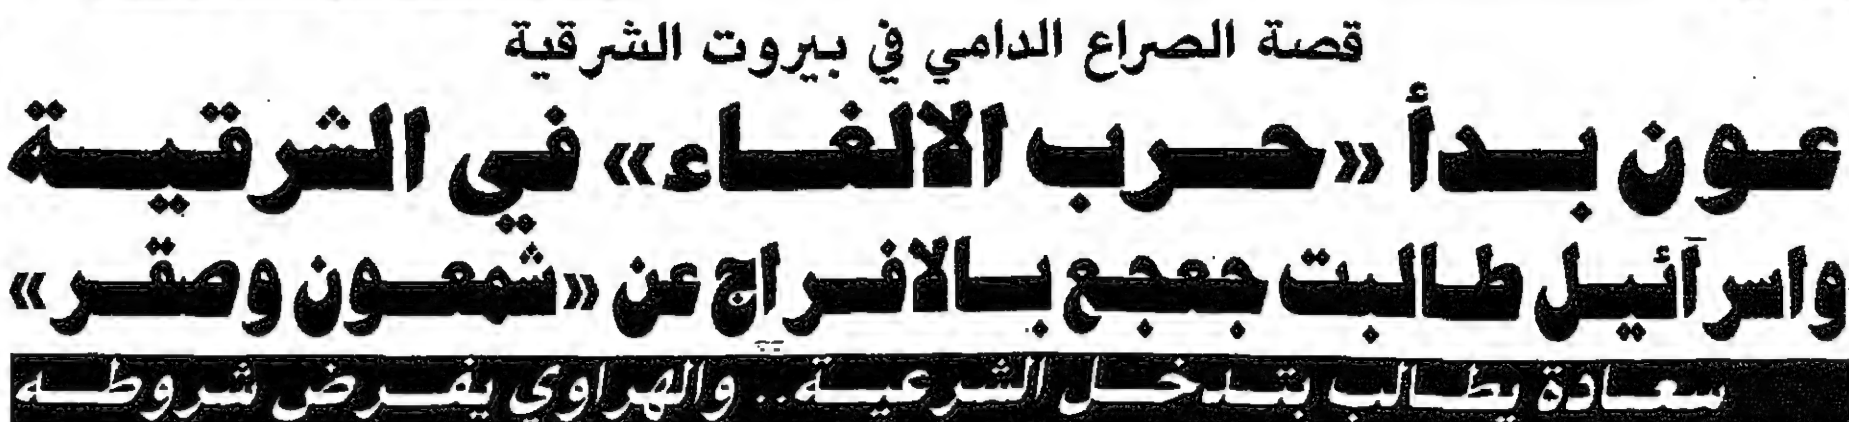 قصة الصراع الدامي في بيروت الشرقية
عون بدأ «حرب الالغاء» في الشرقية
واسرائيل طالبت جعجع بالافراج عن «شمعون وصقر»
سعادة يطالب بتدخل الشرعية.. والهراوي يفرض شروطه